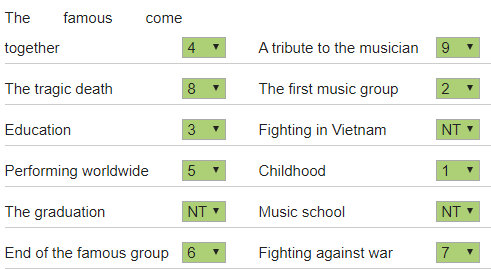 The famous come
together 4 A tribute to the musician 9
The tragic death 8 The first music group 2
Education 3 Fighting in Vietnam NT
Performing worldwide 5 Childhood 1
The graduation NT Music school NT
End of the famous group 6 Fighting against war 7